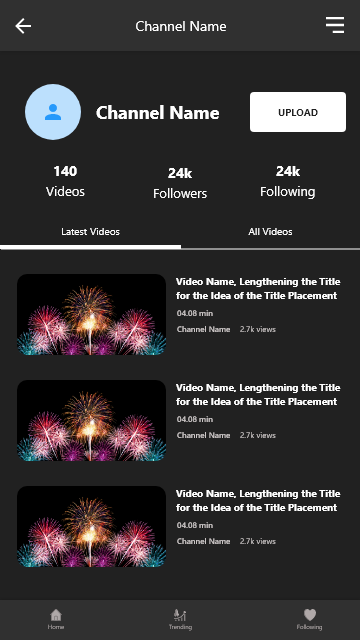 Channel Name
Channel Name
UPLOAD
140
Videos
24k
Followers
24k
Following
Latest Videos
All Videos
Video Name, Lengthening the Title
for the Idea of the Title Placement
04.08 min
Channel Name 2.7k views
Video Name, Lengthening the Title
for the Idea of the Title Placement
04.08 min
Channel Name 2.7k views
Video Name, Lengthening the Title
for the Idea of the Title Placement
04.08 min
Channel Name 2.7k views
Home
Trending
Following